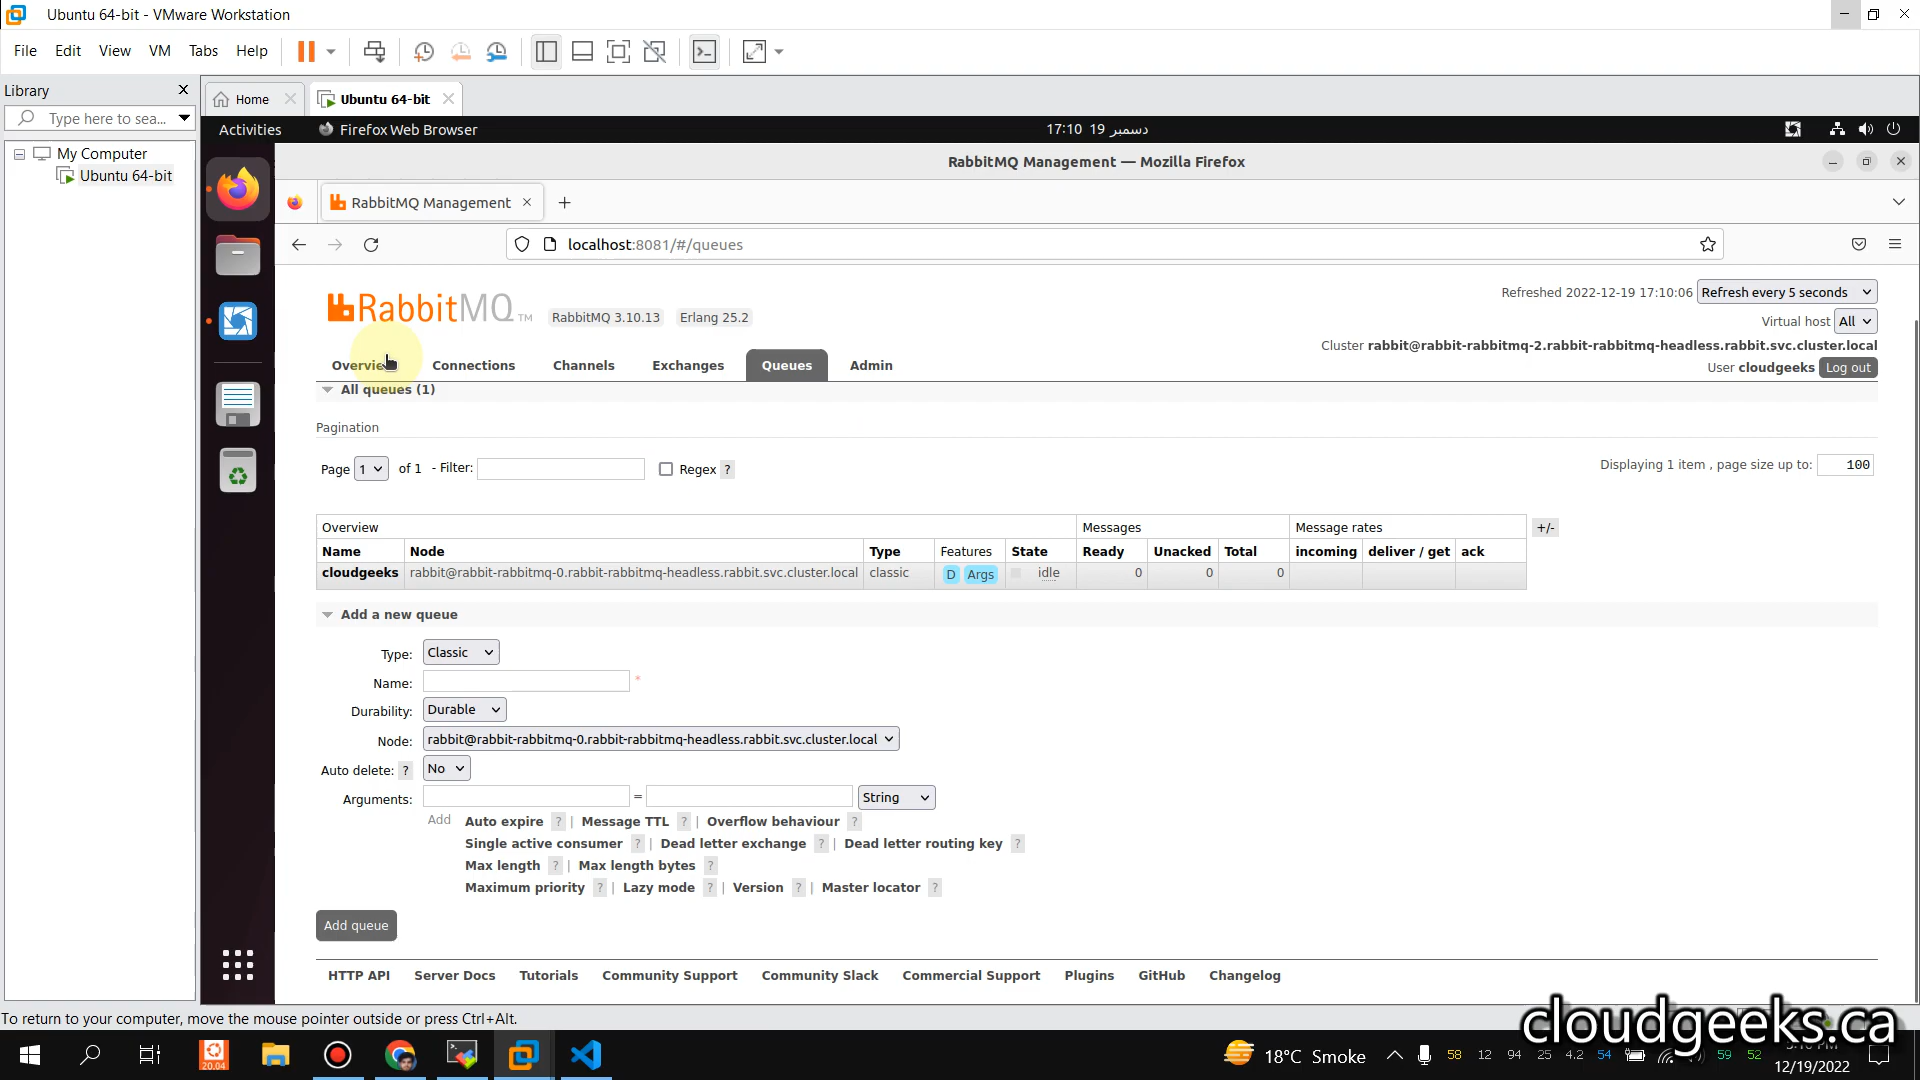 Ubuntu 64-bit - VMware Workstation
File Edit View VM Tabs Help
Library
Home Ubuntu 64-bit
Type here to sea...
My Computer
Ubuntu 64-bit
Activities Firefox Web Browser 17:10 19 دسمبر
RabbitMQ Management — Mozilla Firefox
RabbitMQ Management
localhost:8081/#/queues
RabbitMQ TM RabbitMQ 3.10.13 Erlang 25.2
Refreshed 2022-12-19 17:10:06 Refresh every 5 seconds
Virtual host All
Cluster rabbit@rabbit-rabbitmq-2.rabbit-rabbitmq-headless.rabbit.svc.cluster.local
User cloudgeeks Log out
Overview Connections Channels Exchanges Queues Admin
All queues (1)
Pagination
Page 1 of 1 - Filter: Regex ? Displaying 1 item , page size up to: 100
Overview Messages Message rates +/-
Name Node Type Features State Ready Unacked Total incoming deliver / get ack
cloudgeeks rabbit@rabbit-rabbitmq-0.rabbit-rabbitmq-headless.rabbit.svc.cluster.local classic D Args idle 0 0 0
Add a new queue
Type: Classic
Name: *
Durability: Durable
Node: rabbit@rabbit-rabbitmq-0.rabbit-rabbitmq-headless.rabbit.svc.cluster.local
Auto delete: ? No
Arguments: = String
Add Auto expire ? | Message TTL ? | Overflow behaviour ?
Single active consumer ? | Dead letter exchange ? | Dead letter routing key ?
Max length ? | Max length bytes ?
Maximum priority ? | Lazy mode ? | Version ? | Master locator ?
Add queue
HTTP API Server Docs Tutorials Community Support Community Slack Commercial Support Plugins GitHub Changelog
To return to your computer, move the mouse pointer outside or press Ctrl+Alt.
cloudgeeks.ca
20.04 18°C Smoke 58 12 94 25 4.2 54 59 52
12/19/2022